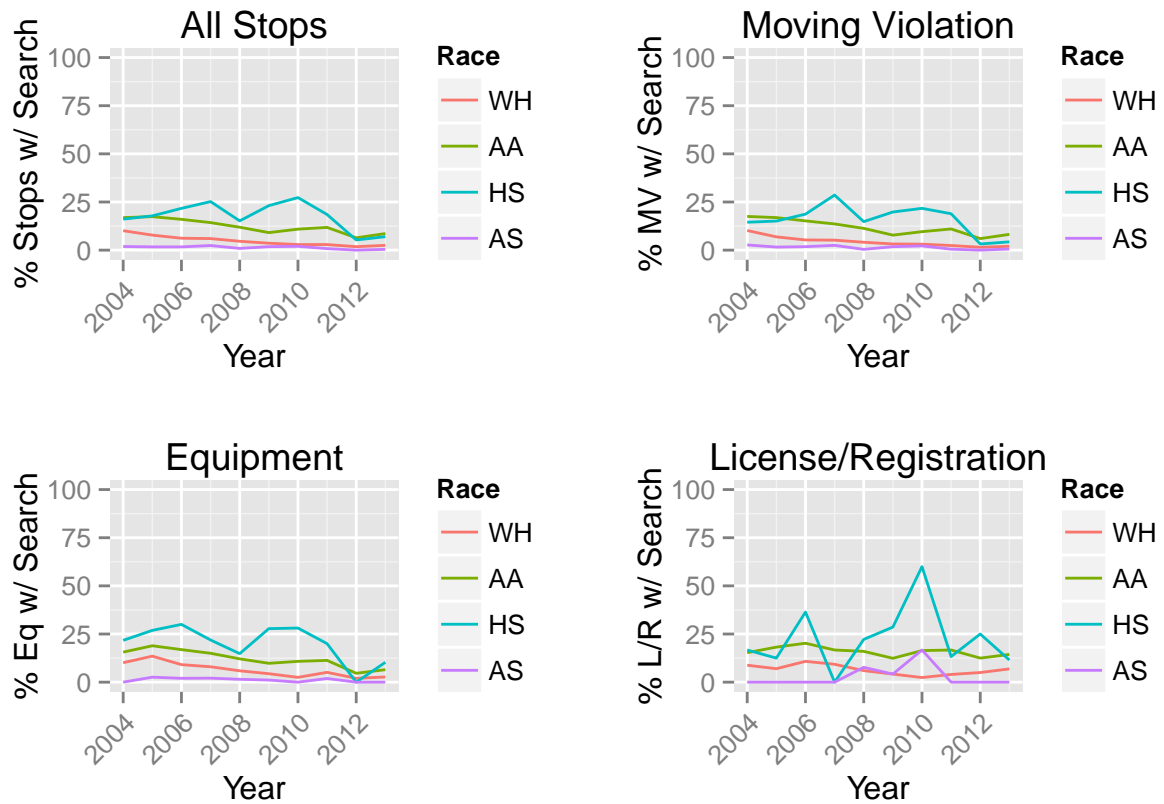 All Stops
% Stops w/ Search
100
75
50
25
0
2004
2006
2008
2010
2012
Year
Race
WH
AA
HS
AS
Moving Violation
% MV w/ Search
100
75
50
25
0
2004
2006
2008
2010
2012
Year
Race
WH
AA
HS
AS
Equipment
% Eq w/ Search
100
75
50
25
0
2004
2006
2008
2010
2012
Year
Race
WH
AA
HS
AS
License/Registration
% L/R w/ Search
100
75
50
25
0
2004
2006
2008
2010
2012
Year
Race
WH
AA
HS
AS